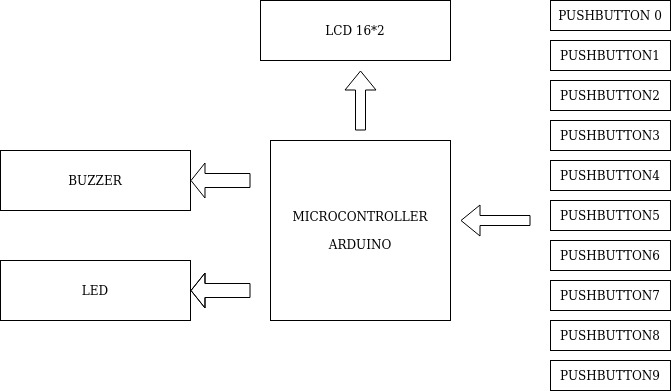 LCD 16*2
PUSHBUTTON 0
PUSHBUTTON1
PUSHBUTTON2
PUSHBUTTON3
PUSHBUTTON4
PUSHBUTTON5
PUSHBUTTON6
PUSHBUTTON7
PUSHBUTTON8
PUSHBUTTON9
BUZZER
MICROCONTROLLER
ARDUINO
LED